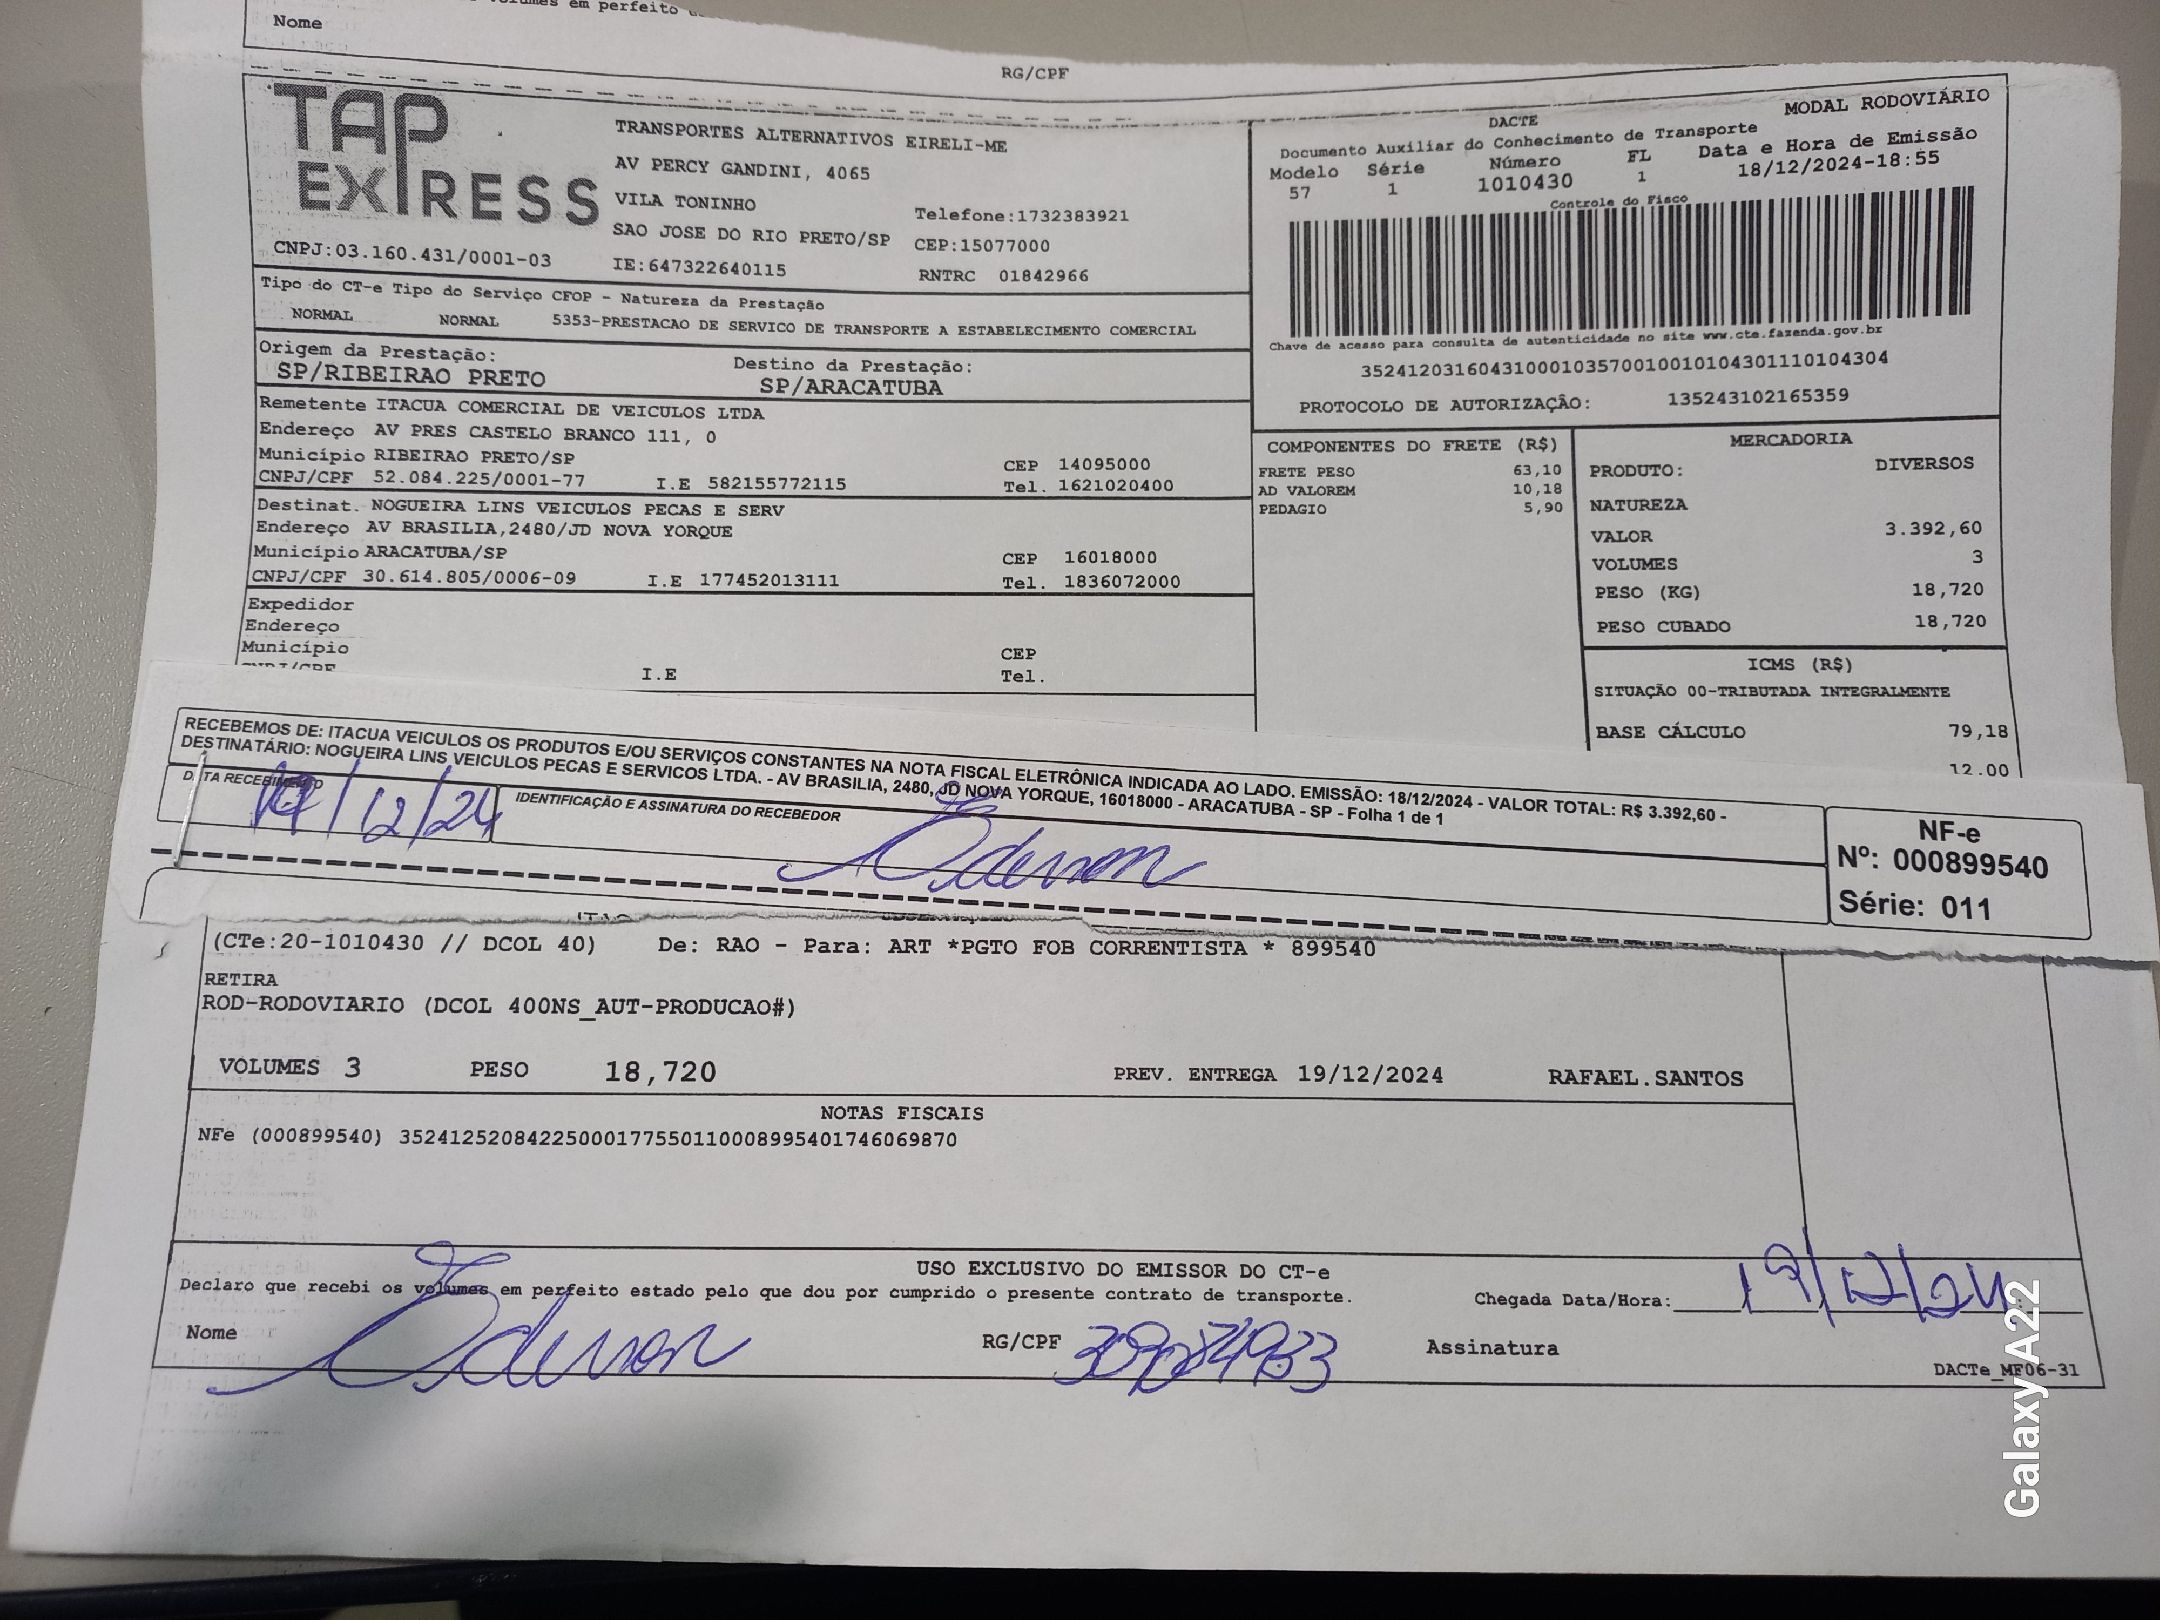 em perfeito
Nome
RG/CPF
TAP EXPRESS
TRANSPORTES ALTERNATIVOS EIRELI-ME
AV PERCY GANDINI, 4065
VILA TONINHO
Telefone:1732383921
SAO JOSE DO RIO PRETO/SP CEP:15077000
CNPJ:03.160.431/0001-03 IE:647322640115 RNTRC 01842966
DACTE
MODAL RODOVIÁRIO
Documento Auxiliar do Conhecimento de Transporte
Modelo Série Número FL Data e Hora de Emissão
57 1 1010430 1 18/12/2024-18:55
Controle do Fisco
Chave de acesso para consulta de autenticidade no site www.cte.fazenda.gov.br
35241203160431000103570010010104301110104304
PROTOCOLO DE AUTORIZAÇÃO: 135243102165359
Tipo do CT-e Tipo do Serviço CFOP - Natureza da Prestação
NORMAL NORMAL 5353-PRESTACAO DE SERVICO DE TRANSPORTE A ESTABELECIMENTO COMERCIAL
Origem da Prestação: Destino da Prestação:
SP/RIBEIRAO PRETO SP/ARACATUBA
Remetente ITACUA COMERCIAL DE VEICULOS LTDA
Endereço AV PRES CASTELO BRANCO 111, 0
Município RIBEIRAO PRETO/SP CEP 14095000
CNPJ/CPF 52.084.225/0001-77 I.E 582155772115 Tel. 1621020400
Destinat. NOGUEIRA LINS VEICULOS PECAS E SERV
Endereço AV BRASILIA,2480/JD NOVA YORQUE
Município ARACATUBA/SP CEP 16018000
CNPJ/CPF 30.614.805/0006-09 I.E 177452013111 Tel. 1836072000
Expedidor
Endereço
Município CEP
CNPJ/CPF I.E Tel.
COMPONENTES DO FRETE (R$)
FRETE PESO 63,10
AD VALOREM 10,18
PEDAGIO 5,90
MERCADORIA
PRODUTO: DIVERSOS
NATUREZA
VALOR 3.392,60
VOLUMES 3
PESO (KG) 18,720
PESO CUBADO 18,720
ICMS (R$)
SITUAÇÃO 00-TRIBUTADA INTEGRALMENTE
BASE CÁLCULO 79,18
12.00
RECEBEMOS DE: ITACUA VEICULOS OS PRODUTOS E/OU SERVIÇOS CONSTANTES NA NOTA FISCAL ELETRÔNICA INDICADA AO LADO. EMISSÃO: 18/12/2024 - VALOR TOTAL: R$ 3.392,60 -
DESTINATÁRIO: NOGUEIRA LINS VEICULOS PECAS E SERVICOS LTDA. - AV BRASILIA, 2480, JD NOVA YORQUE, 16018000 - ARACATUBA - SP - Folha 1 de 1
DATA RECEBIMENTO
19/12/24
IDENTIFICAÇÃO E ASSINATURA DO RECEBEDOR
Ederson
NF-e
Nº: 000899540
Série: 011
(CTe:20-1010430 // DCOL 40) De: RAO - Para: ART *PGTO FOB CORRENTISTA * 899540
RETIRA
ROD-RODOVIARIO (DCOL 400NS_AUT-PRODUCAO#)
VOLUMES 3 PESO 18,720 PREV. ENTREGA 19/12/2024 RAFAEL.SANTOS
NOTAS FISCAIS
NFe (000899540) 35241252084225000177550110008995401746069870
USO EXCLUSIVO DO EMISSOR DO CT-e
Declaro que recebi os volumes em perfeito estado pelo que dou por cumprido o presente contrato de transporte.
Chegada Data/Hora: 19/12/24
Nome Ederson RG/CPF Assinatura
DACTe_MF06-31
Galaxy A22